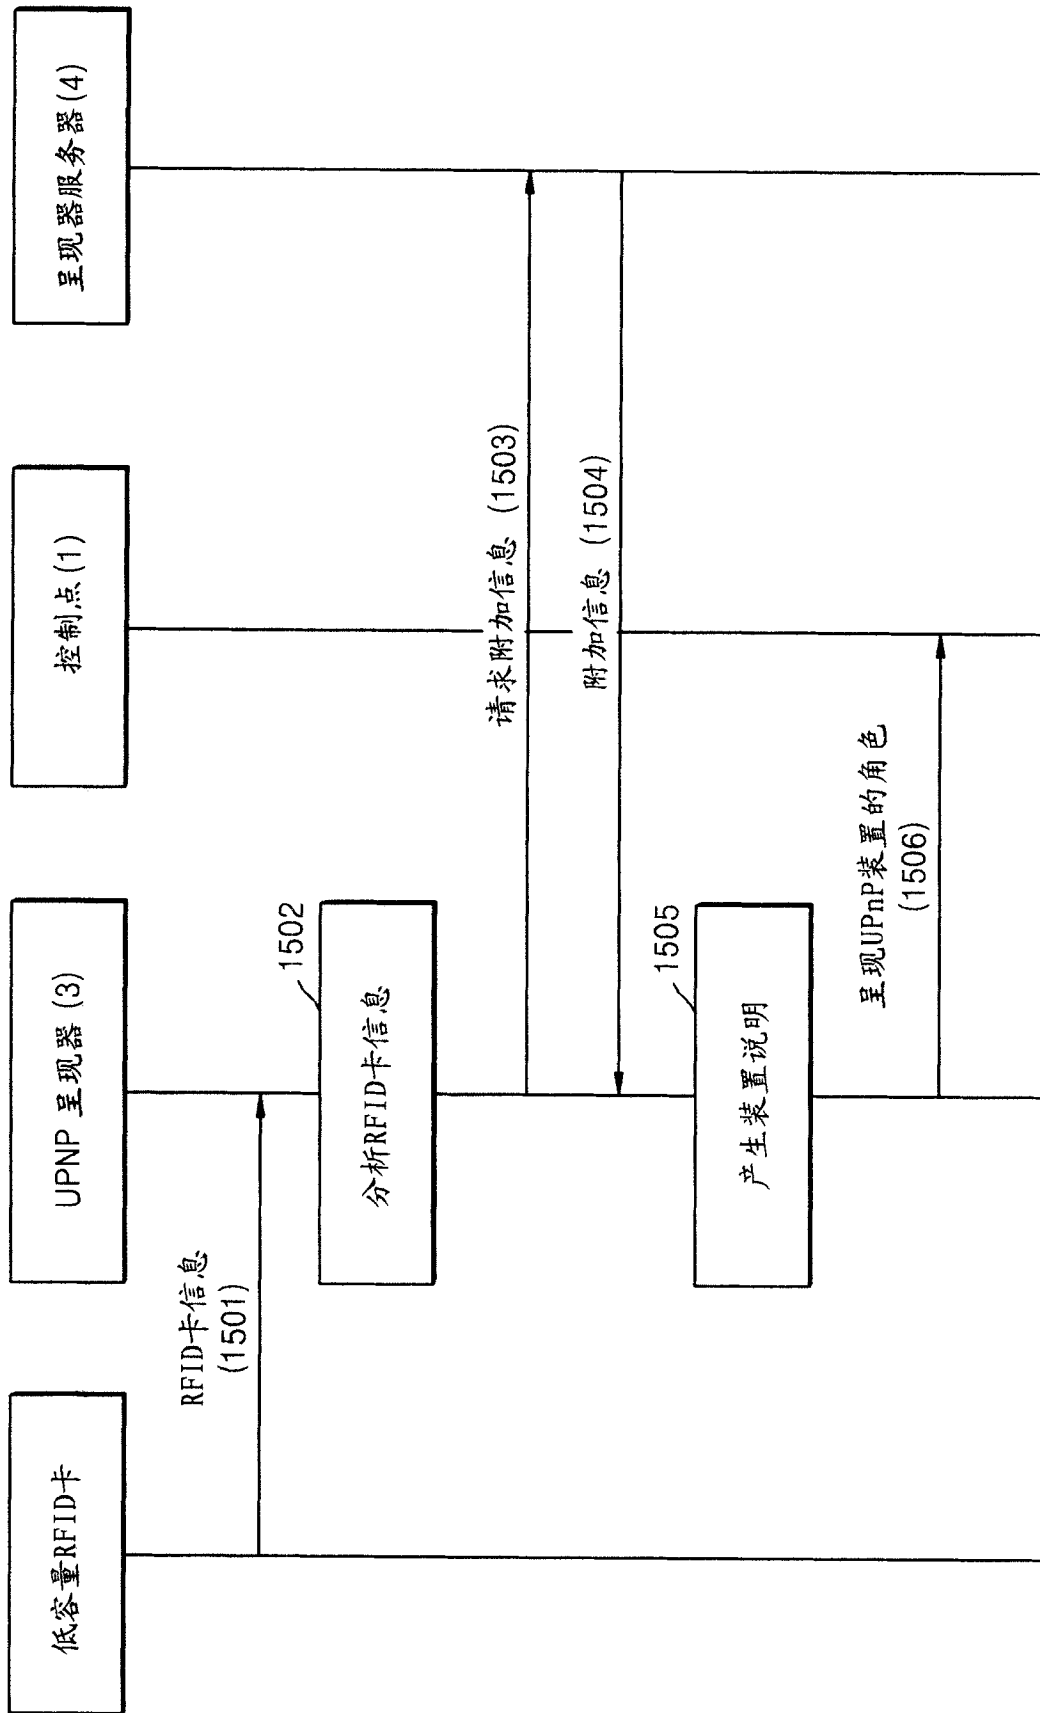 低容量RFID卡
UPNP 呈现器 (3)
控制点 (1)
呈现器服务器 (4)
RFID卡信息
(1501)
分析RFID卡信息
1502
请求附加信息 (1503)
附加信息 (1504)
产生装置说明
1505
呈现UPnP装置的角色
(1506)